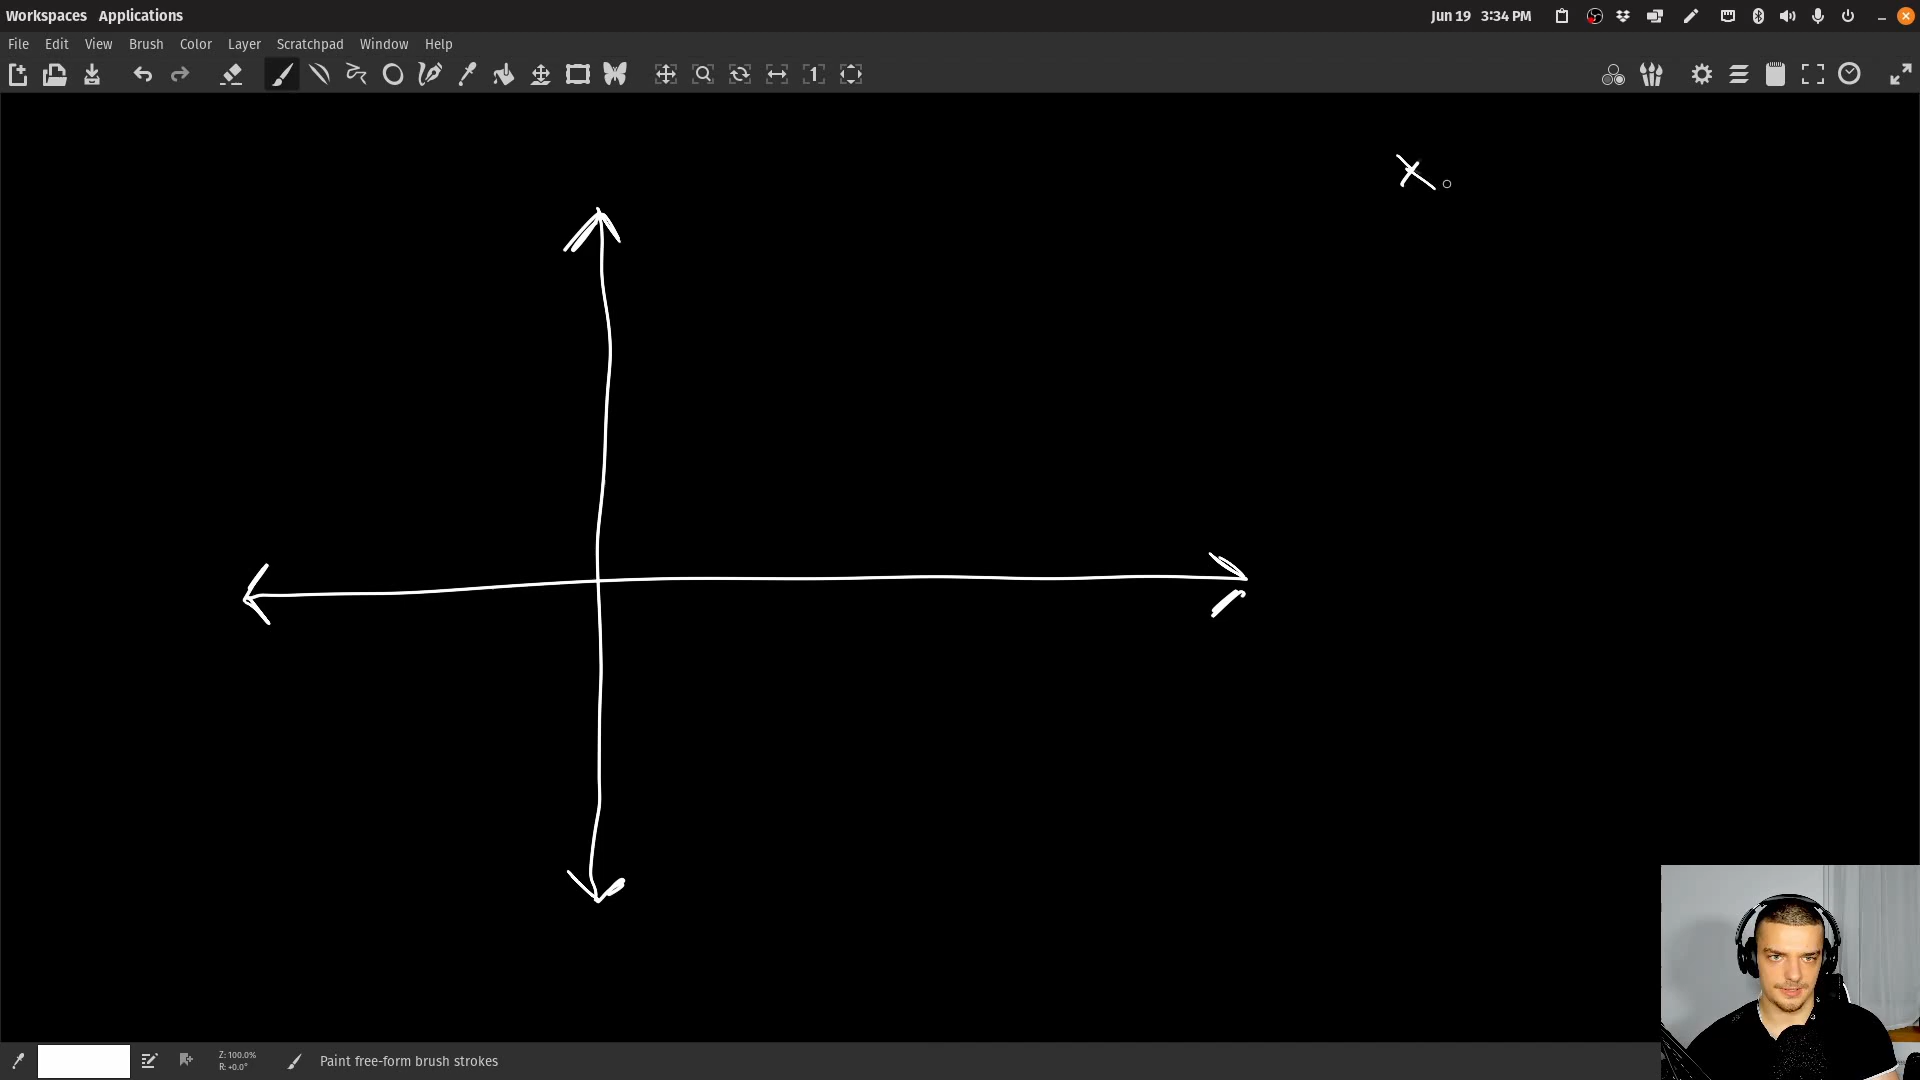 Workspaces Applications
Jun 19 3:34 PM
File Edit View Brush Color Layer Scratchpad Window Help
1
x
Z: 100.0%
R: +0.0°
Paint free-form brush strokes